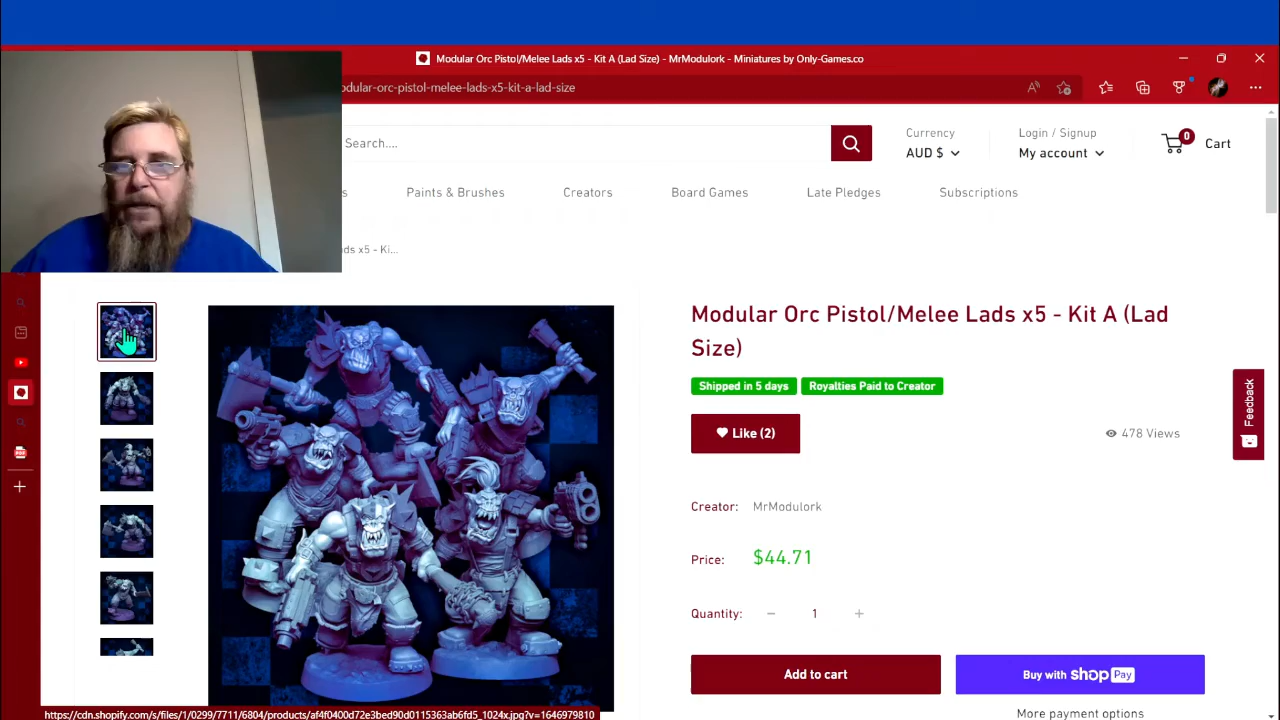 Modular Orc Pistol/Melee Lads x5 - Kit A (Lad Size) - MrModulork - Miniatures by Only-Games.co
odular-orc-pistol-melee-lads-x5-kit-a-lad-size
Search....
Currency
AUD $
Login / Signup
My account
0
Cart
s
Paints & Brushes
Creators
Board Games
Late Pledges
Subscriptions
ads x5 - Ki...
Modular Orc Pistol/Melee Lads x5 - Kit A (Lad
Size)
Shipped in 5 days
Royalties Paid to Creator
Like (2)
478 Views
Feedback
Creator: MrModulork
Price: $44.71
Quantity: − 1 +
Add to cart
Buy with shop Pay
More payment options
PDF
https://cdn.shopify.com/s/files/1/0299/7711/6804/products/af4f0400d72e3bed90d0115363ab6fd5_1024x.jpg?v=1646979810